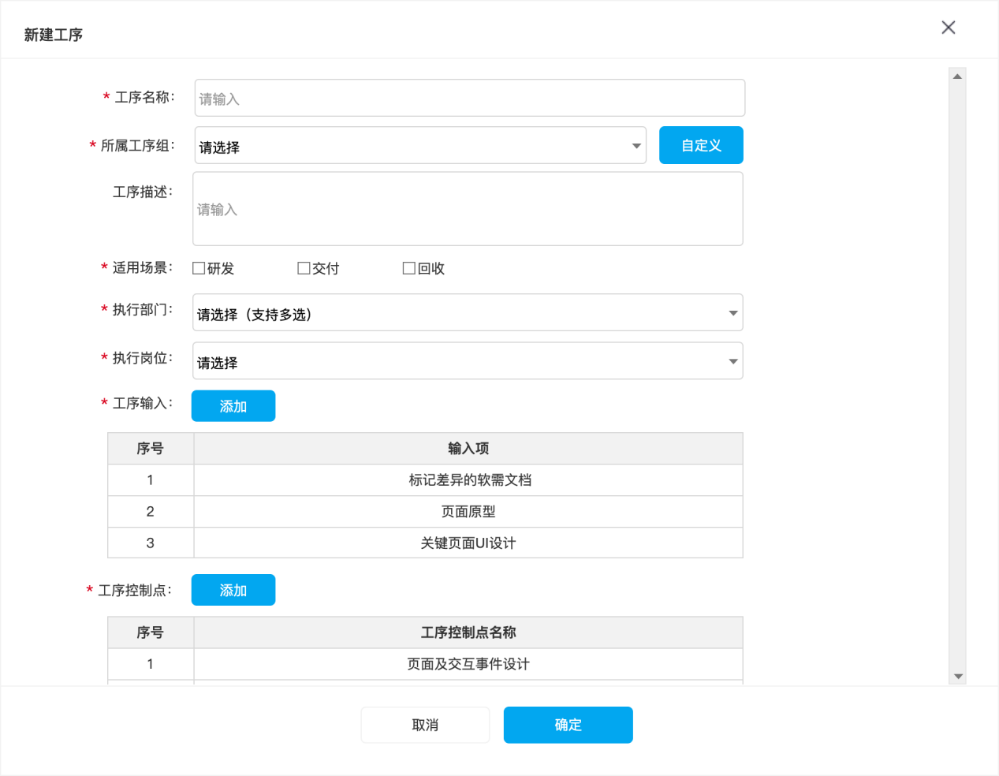 新建工序
* 工序名称：
请输入
* 所属工序组：
请选择
自定义
工序描述：
请输入
* 适用场景：
研发 交付 回收
* 执行部门：
请选择（支持多选）
* 执行岗位：
请选择
* 工序输入：
添加
序号 输入项
1 标记差异的软需文档
2 页面原型
3 关键页面UI设计
* 工序控制点：
添加
序号 工序控制点名称
1 页面及交互事件设计
取消 确定